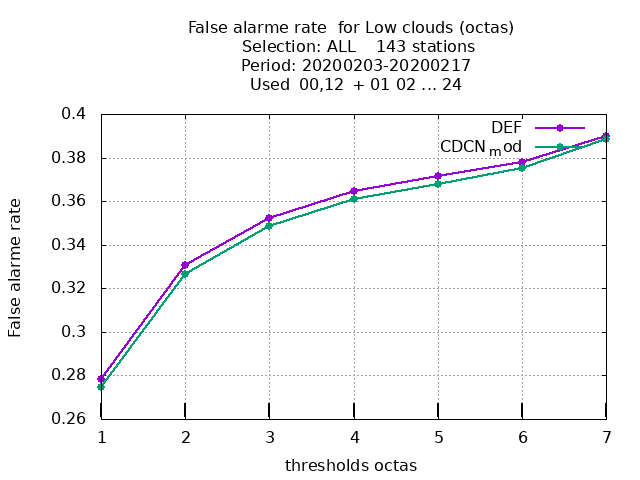 False alarme rate  for Low clouds (octas)
Selection: ALL    143 stations
Period: 20200203-20200217
Used  00,12  + 01 02 ... 24
0.4
0.38
0.36
0.34
0.32
0.3
0.28
0.26
False alarme rate
DEF
CDCN_mod
1 2 3 4 5 6 7
thresholds octas